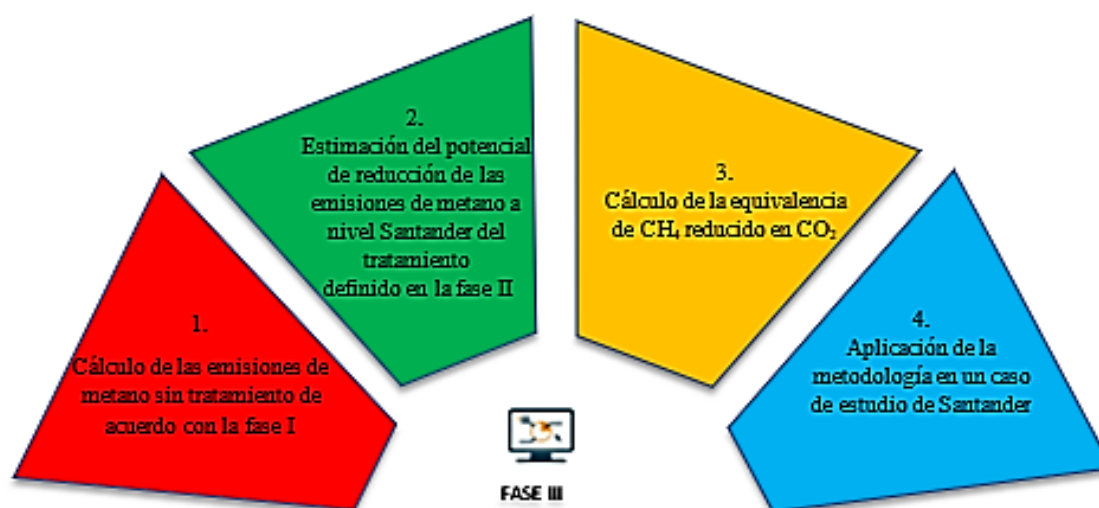 1.
Cálculo de las emisiones de
metano sin tratamiento de
acuerdo con la fase I
2.
Estimación del potencial
de reducción de las
emisiones de metano a
nivel Santander del
tratamiento
definido en la fase II
3.
Cálculo de la equivalencia
de CH₄ reducido en CO₂
4.
Aplicación de la
metodología en un caso
de estudio de Santander
FASE III